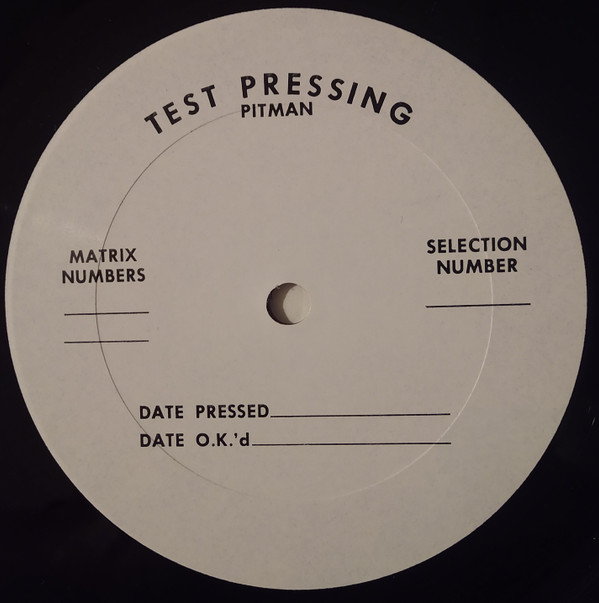 TEST PRESSING
PITMAN
MATRIX
NUMBERS
SELECTION
NUMBER
DATE PRESSED
DATE O.K.'d